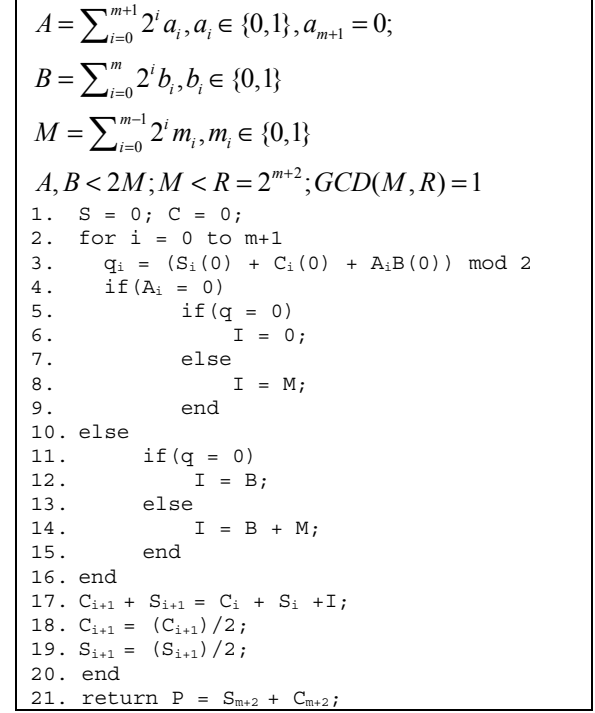 A = ∑_{i=0}^{m+1} 2^i a_i, a_i ∈ {0,1}, a_{m+1} = 0;
B = ∑_{i=0}^{m} 2^i b_i, b_i ∈ {0,1}
M = ∑_{i=0}^{m-1} 2^i m_i, m_i ∈ {0,1}
A, B < 2M; M < R = 2^{m+2}; GCD(M, R) = 1
1. S = 0; C = 0;
2. for i = 0 to m+1
3. q_i = (S_i(0) + C_i(0) + A_iB(0)) mod 2
4. if(A_i = 0)
5. if(q = 0)
6. I = 0;
7. else
8. I = M;
9. end
10. else
11. if(q = 0)
12. I = B;
13. else
14. I = B + M;
15. end
16. end
17. C_{i+1} + S_{i+1} = C_i + S_i +I;
18. C_{i+1} = (C_{i+1})/2;
19. S_{i+1} = (S_{i+1})/2;
20. end
21. return P = S_{m+2} + C_{m+2};